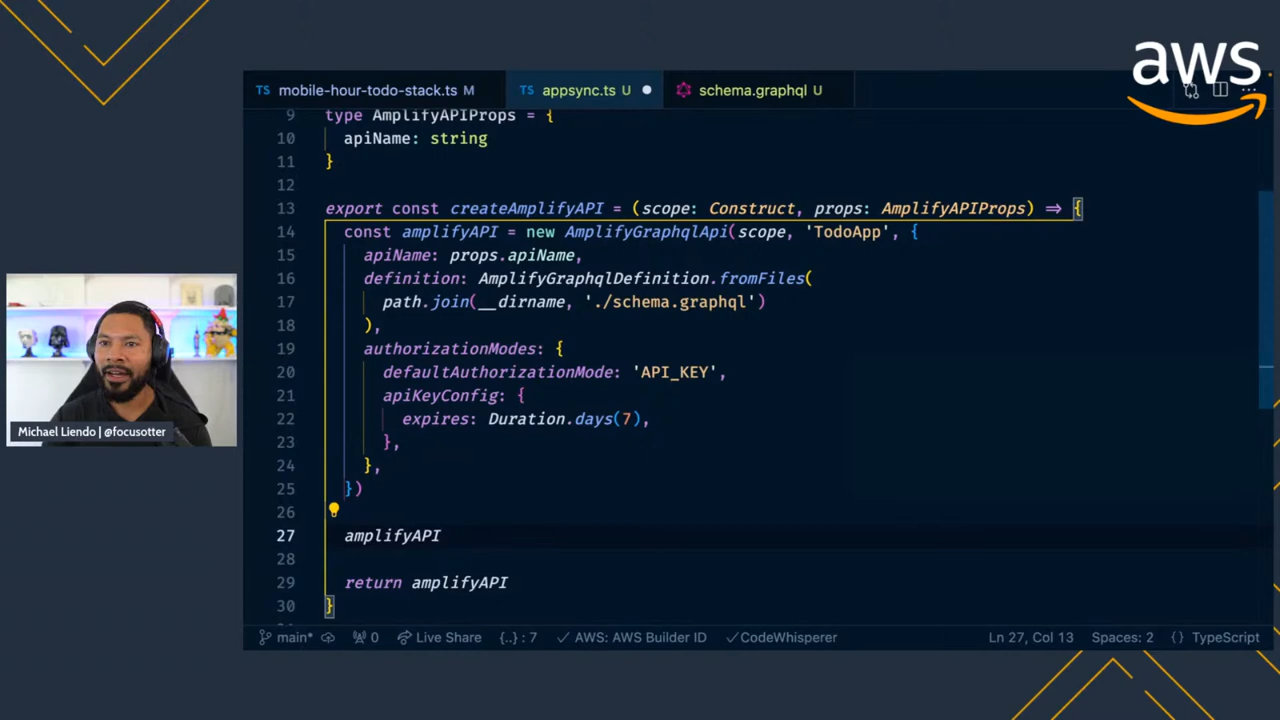 aws
TS mobile-hour-todo-stack.ts M
TS appsync.ts U
schema.graphql U
9 type AmplifyAPIProps = {
10 apiName: string
11 }
12
13 export const createAmplifyAPI = (scope: Construct, props: AmplifyAPIProps) => {
14 const amplifyAPI = new AmplifyGraphqlApi(scope, 'TodoApp', {
15 apiName: props.apiName,
16 definition: AmplifyGraphqlDefinition.fromFiles(
17 path.join(__dirname, './schema.graphql')
18 ),
19 authorizationModes: {
20 defaultAuthorizationMode: 'API_KEY',
21 apiKeyConfig: {
22 expires: Duration.days(7),
23 },
24 },
25 })
26
27 amplifyAPI
28
29 return amplifyAPI
30 }
Michael Liendo | @focusotter
main* 0 Live Share {..} : 7 ✓ AWS: AWS Builder ID ✓CodeWhisperer Ln 27, Col 13 Spaces: 2 {} TypeScript